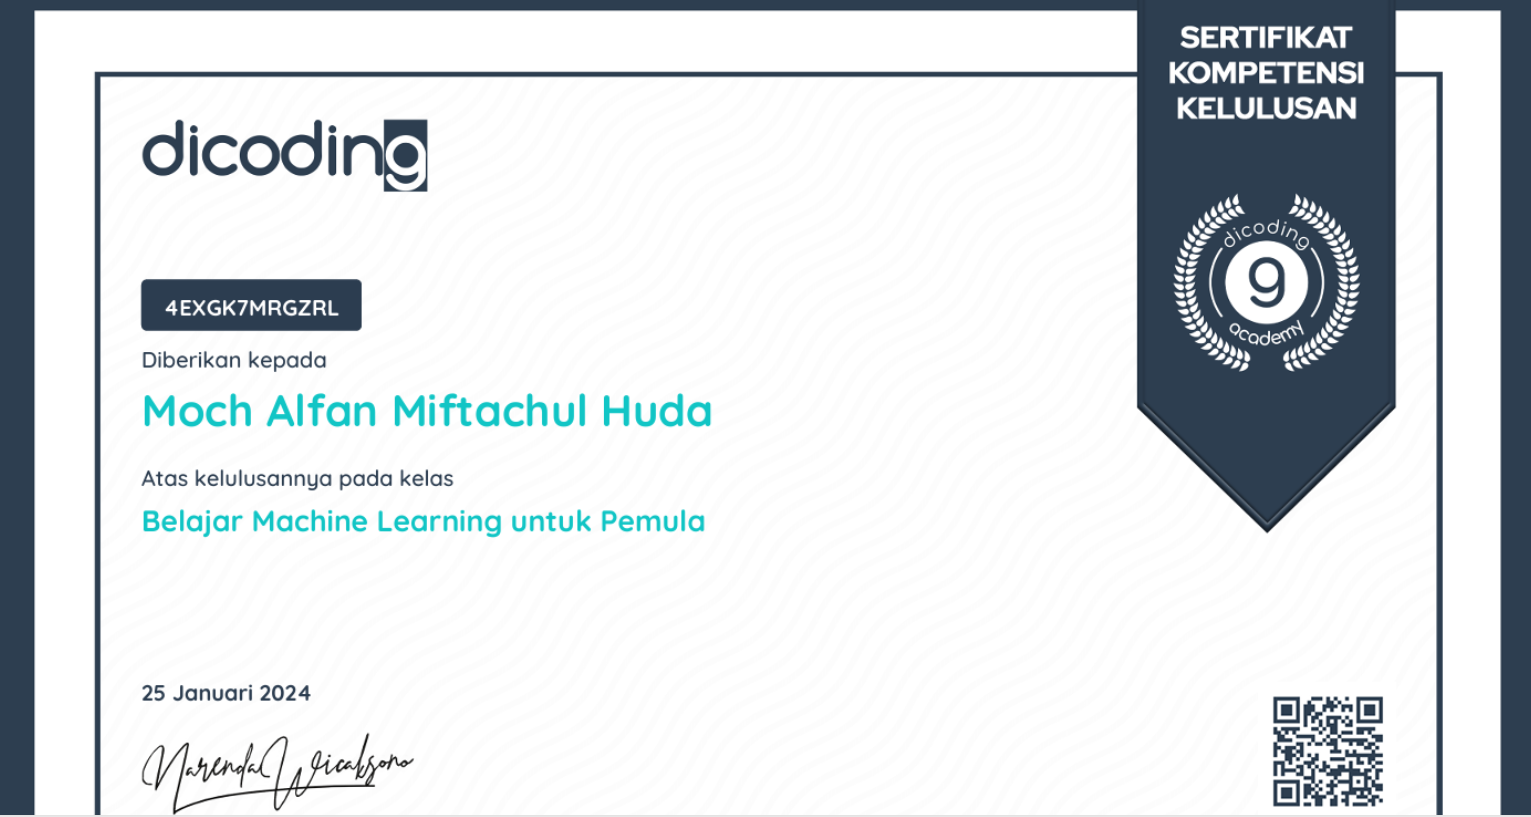 SERTIFIKAT
KOMPETENSI
KELULUSAN
dicoding
dicoding
9
academy
4EXGK7MRGZRL
Diberikan kepada
Moch Alfan Miftachul Huda
Atas kelulusannya pada kelas
Belajar Machine Learning untuk Pemula
25 Januari 2024
Narenda Wicaksono